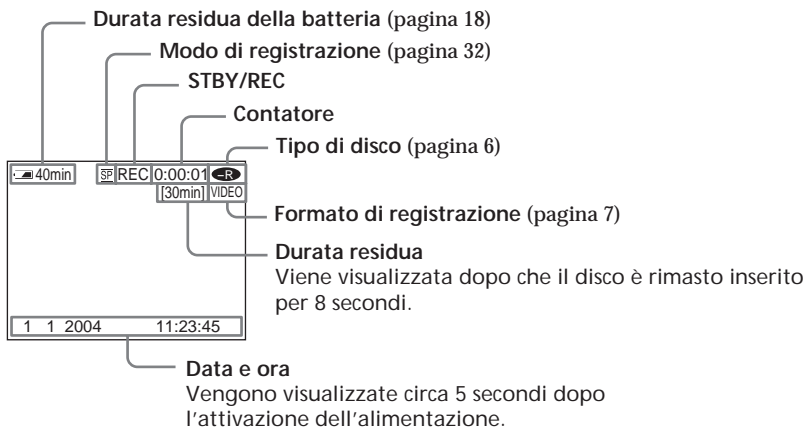 Durata residua della batteria (pagina 18)
Modo di registrazione (pagina 32)
STBY/REC
Contatore
Tipo di disco (pagina 6)
40min SP REC 0:00:01 -R
[30min] VIDEO
Formato di registrazione (pagina 7)
Durata residua
Viene visualizzata dopo che il disco è rimasto inserito
per 8 secondi.
1 1 2004 11:23:45
Data e ora
Vengono visualizzate circa 5 secondi dopo
l'attivazione dell'alimentazione.